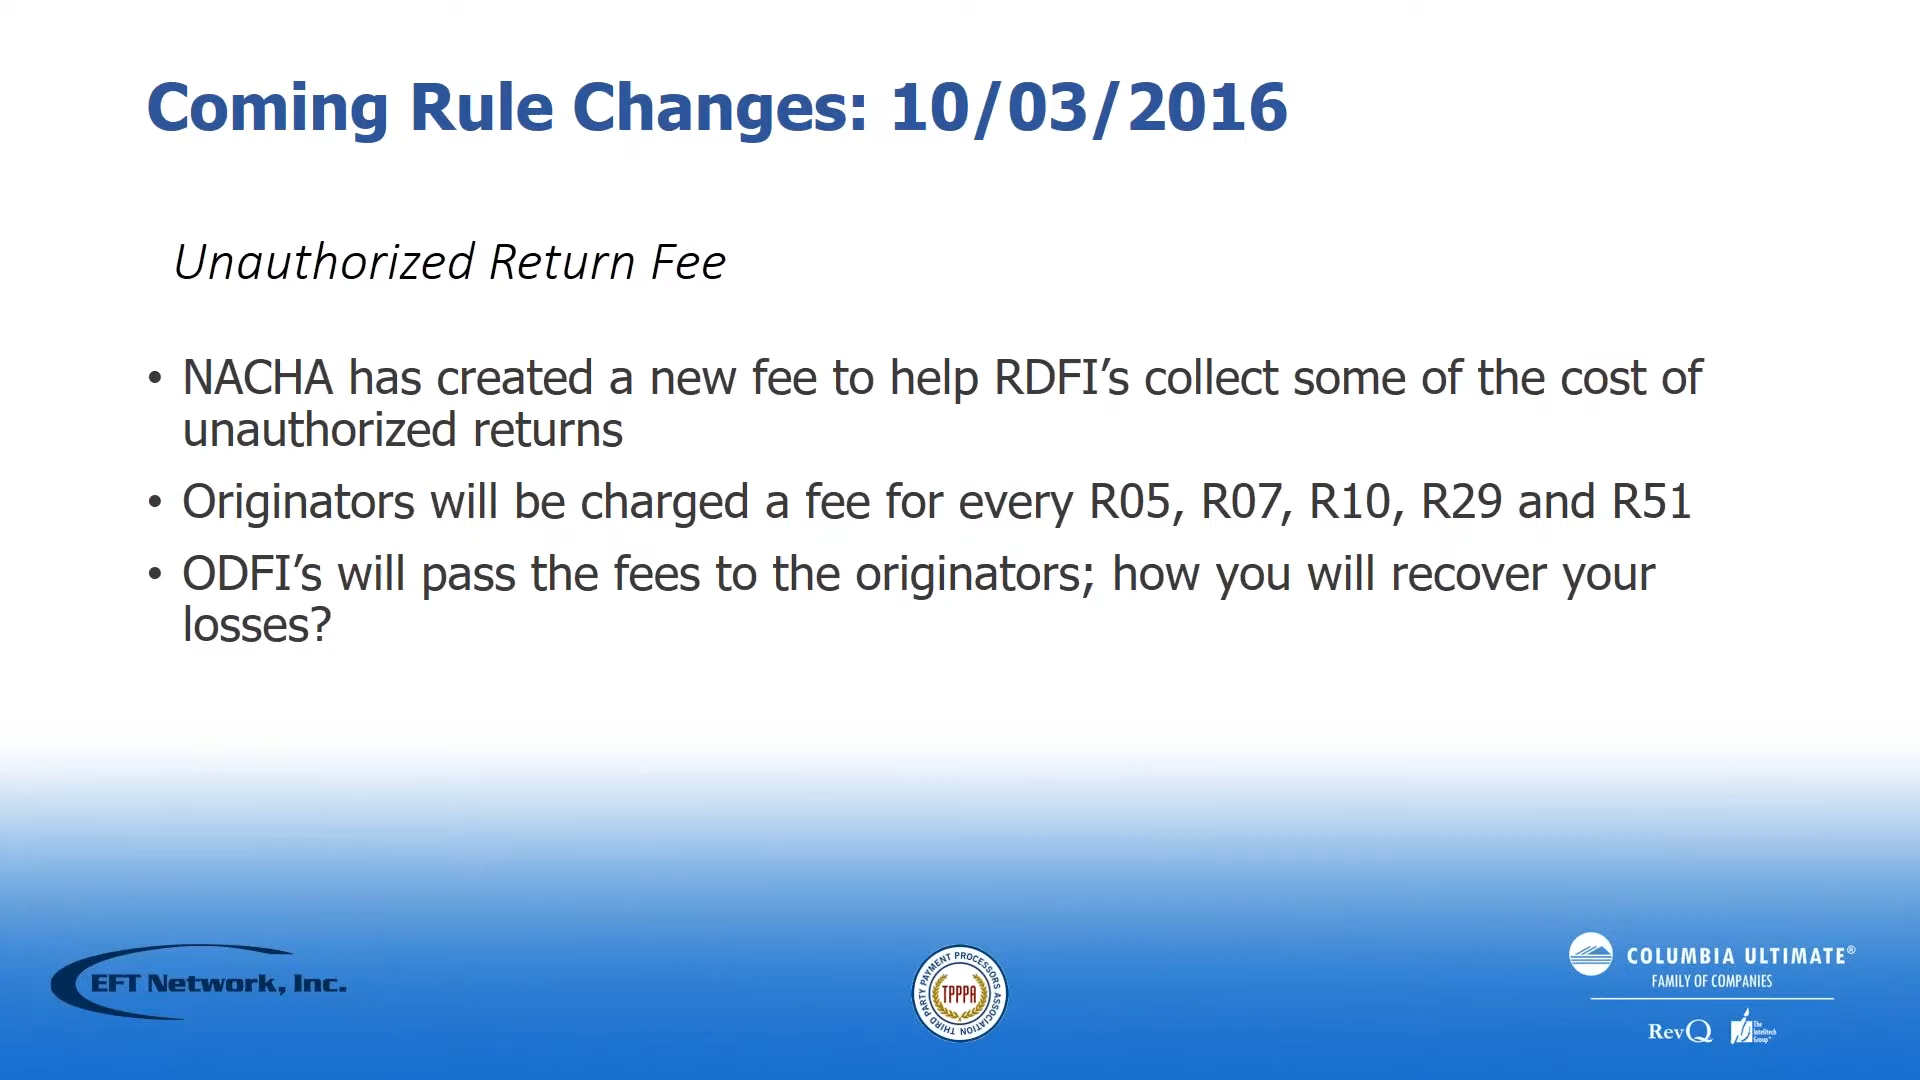 Coming Rule Changes: 10/03/2016
Unauthorized Return Fee
• NACHA has created a new fee to help RDFI’s collect some of the cost of
unauthorized returns
• Originators will be charged a fee for every R05, R07, R10, R29 and R51
• ODFI’s will pass the fees to the originators; how you will recover your
losses?
EFT Network, Inc.
THIRD PARTY PAYMENT PROCESSORS ASSOCIATION
TPPPA
COLUMBIA ULTIMATE®
FAMILY OF COMPANIES
RevQ
The
Intelitech
Group